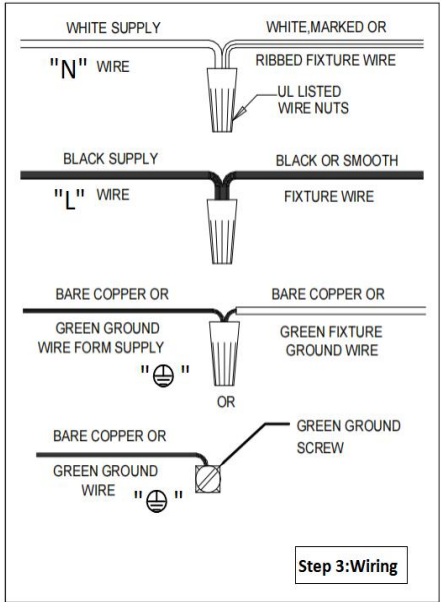 WHITE SUPPLY
"N" WIRE
WHITE,MARKED OR
RIBBED FIXTURE WIRE
UL LISTED
WIRE NUTS
BLACK SUPPLY
"L" WIRE
BLACK OR SMOOTH
FIXTURE WIRE
BARE COPPER OR
GREEN GROUND
WIRE FORM SUPPLY
"⏚"
BARE COPPER OR
GREEN FIXTURE
GROUND WIRE
OR
BARE COPPER OR
GREEN GROUND
WIRE "⏚"
GREEN GROUND
SCREW
Step 3:Wiring